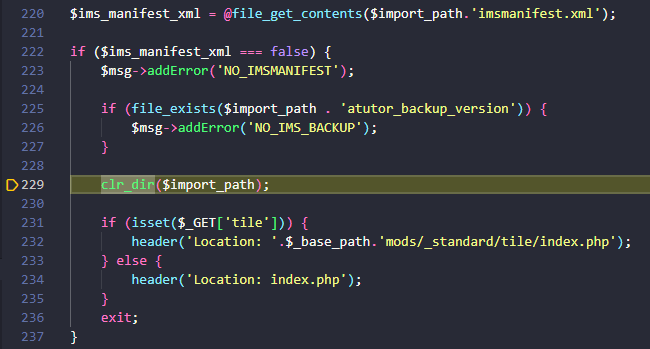 220 $ims_manifest_xml = @file_get_contents($import_path.'imsmanifest.xml');
221
222 if ($ims_manifest_xml === false) {
223 $msg->addError('NO_IMSMANIFEST');
224
225 if (file_exists($import_path . 'atutor_backup_version')) {
226 $msg->addError('NO_IMS_BACKUP');
227 }
228
229 clr_dir($import_path);
230
231 if (isset($_GET['tile'])) {
232 header('Location: '.$_base_path.'mods/_standard/tile/index.php');
233 } else {
234 header('Location: index.php');
235 }
236 exit;
237 }